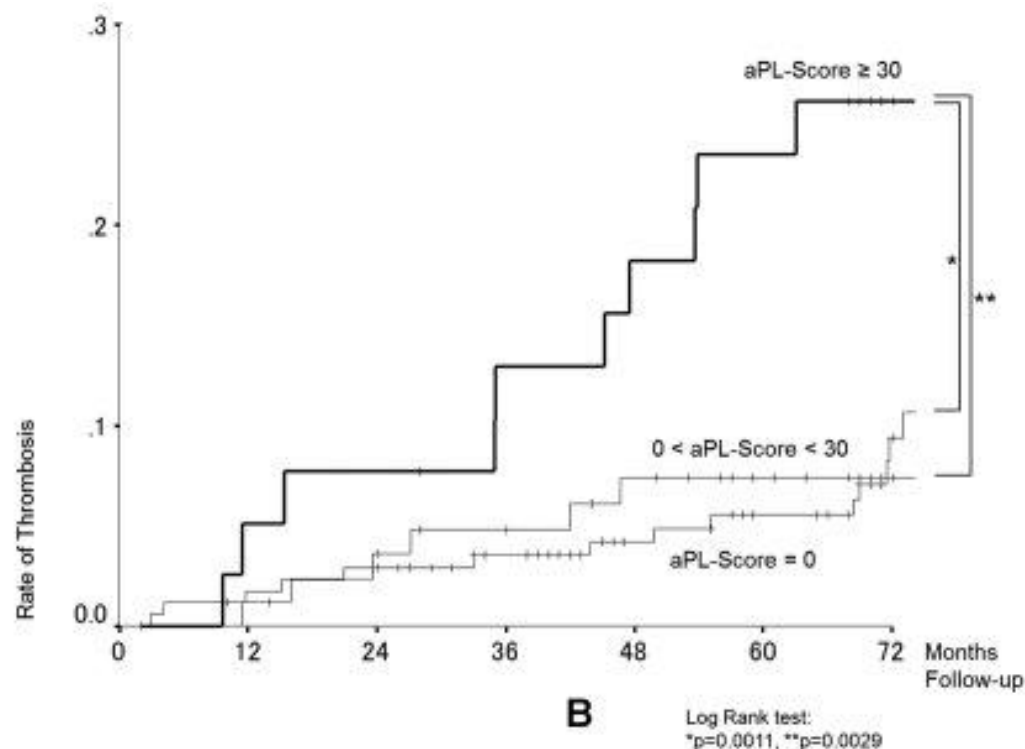 .3
aPL-Score ≥ 30
.2
*
**
.1
0 < aPL-Score < 30
aPL-Score = 0
Rate of Thrombosis
0.0
0 12 24 36 48 60 72 Months
Follow-up
B
Log Rank test:
*p=0.0011, **p=0.0029